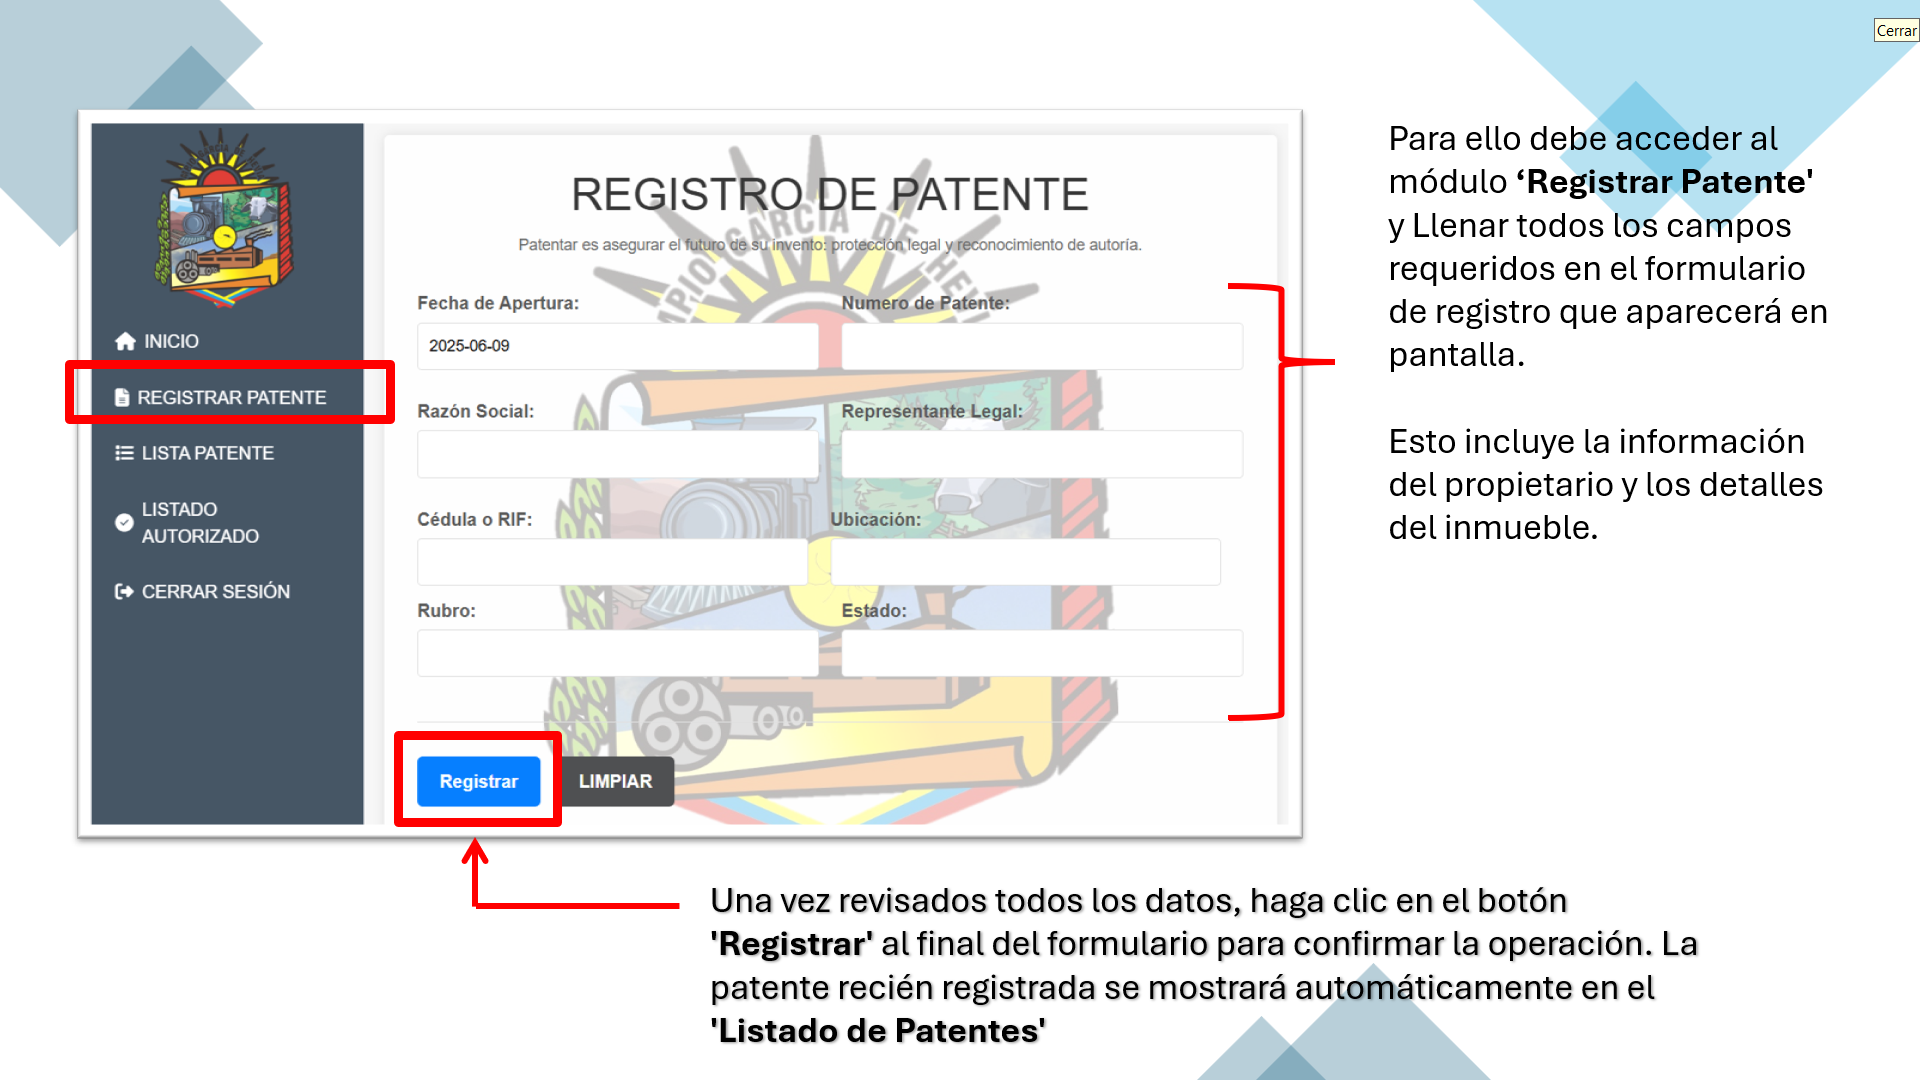 Cerrar
Para ello debe acceder al
módulo ‘Registrar Patente'
y Llenar todos los campos
requeridos en el formulario
de registro que aparecerá en
pantalla.
Esto incluye la información
del propietario y los detalles
del inmueble.
INICIO
REGISTRAR PATENTE
LISTA PATENTE
LISTADO
AUTORIZADO
CERRAR SESIÓN
REGISTRO DE PATENTE
Patentar es asegurar el futuro de su invento: protección legal y reconocimiento de autoría.
Fecha de Apertura:
Numero de Patente:
2025-06-09
Razón Social:
Representante Legal:
Cédula o RIF:
Ubicación:
Rubro:
Estado:
Registrar
LIMPIAR
Una vez revisados todos los datos, haga clic en el botón
'Registrar' al final del formulario para confirmar la operación. La
patente recién registrada se mostrará automáticamente en el
'Listado de Patentes'